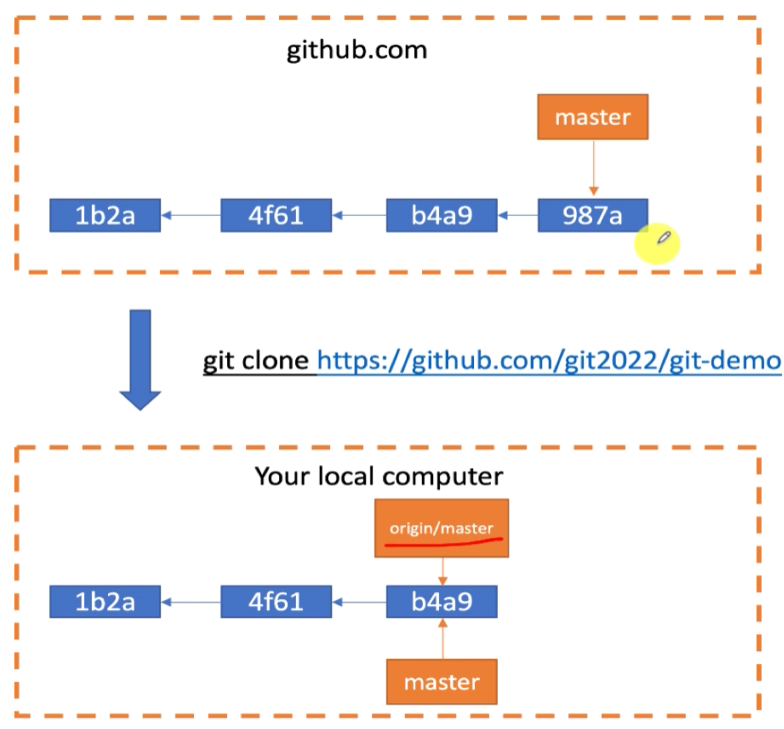 github.com
master
1b2a
4f61
b4a9
987a
git clone https://github.com/git2022/git-demo
Your local computer
origin/master
1b2a
4f61
b4a9
master